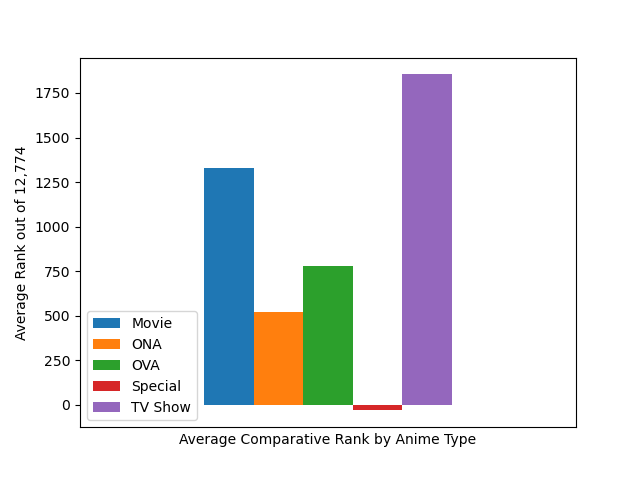 Average Rank out of 12,774
1750
1500
1250
1000
750
500
250
0
Movie
ONA
OVA
Special
TV Show
Average Comparative Rank by Anime Type